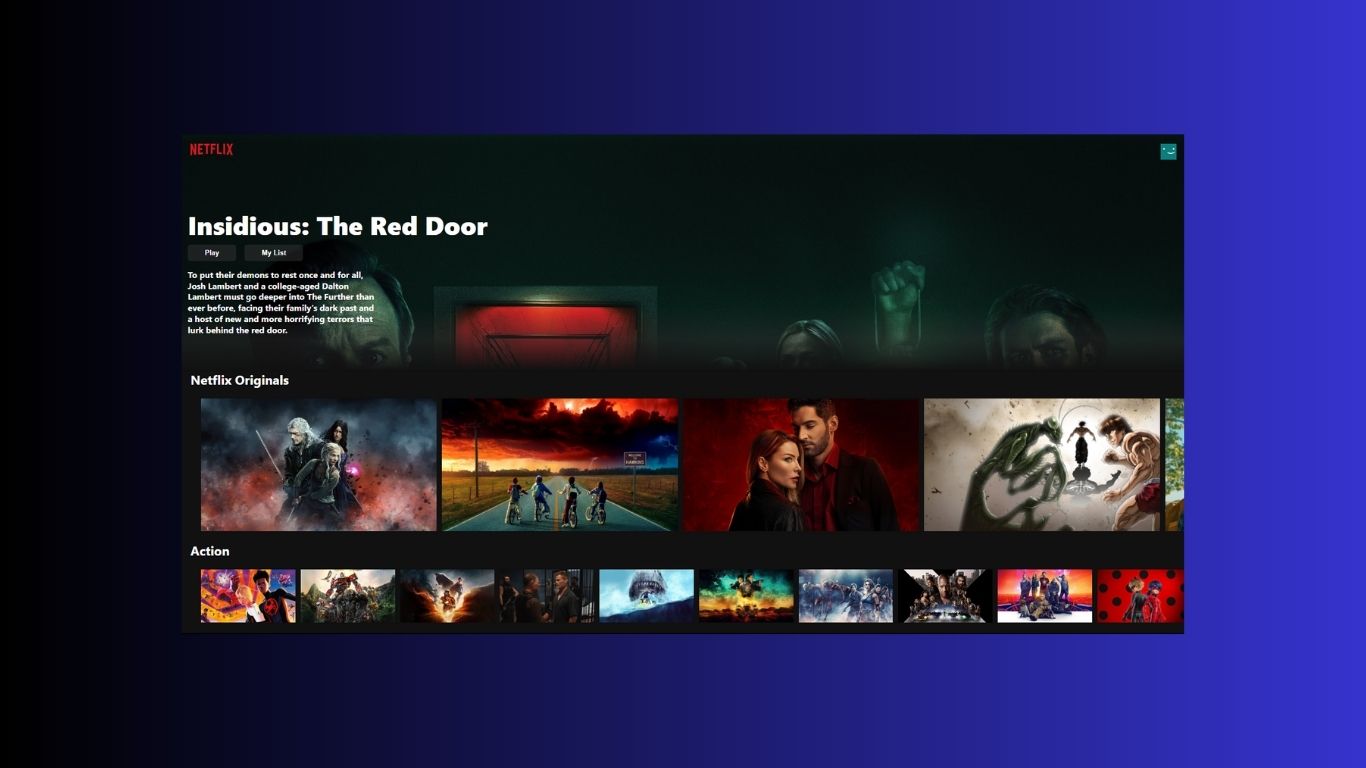 NETFLIX
Insidious: The Red Door
Play
My List
To put their demons to rest once and for all,
Josh Lambert and a college-aged Dalton
Lambert must go deeper into The Further than
ever before, facing their family's dark past and
a host of new and more horrifying terrors that
lurk behind the red door.
Netflix Originals
WELCOME
HAWKINS
Action